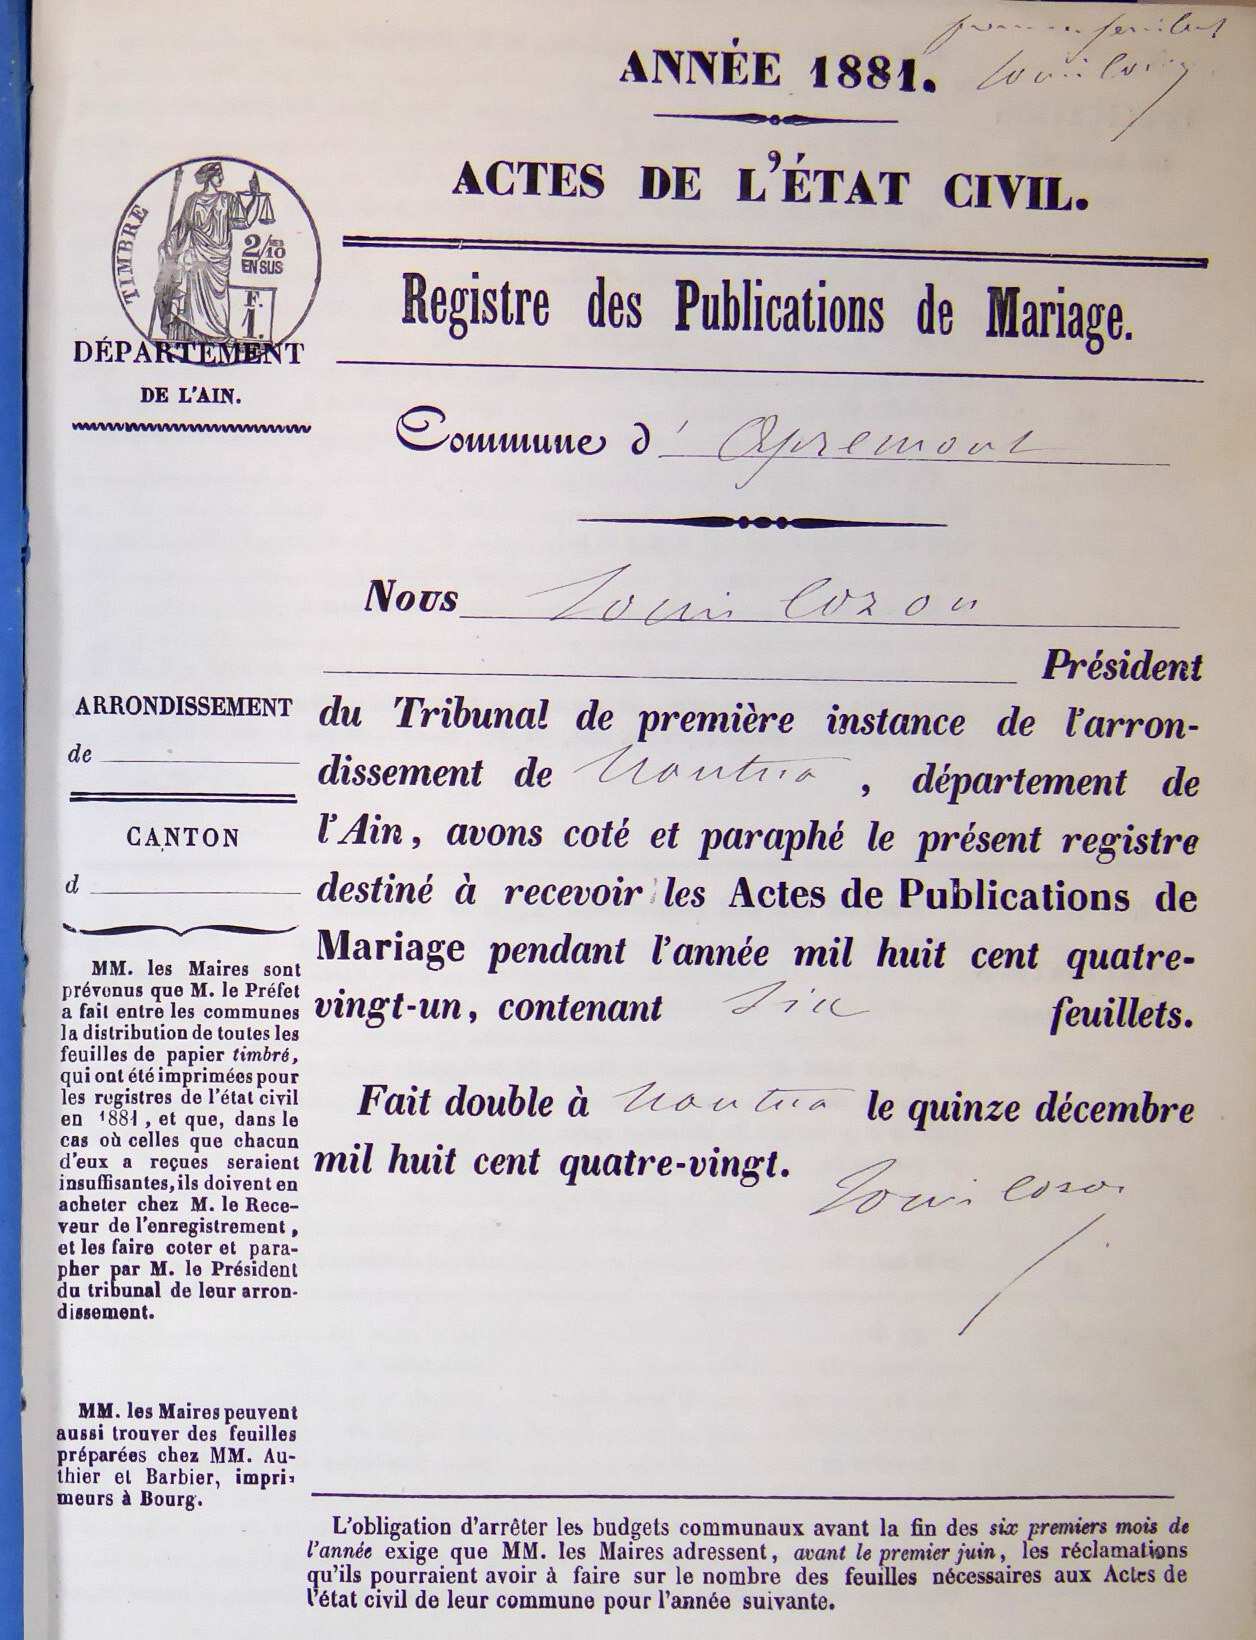 premier feuillet
Louis Cozon
ANNÉE 1881.
ACTES DE L'ÉTAT CIVIL.
TIMBRE
2/10 EN SUS
F.
1.
DÉPARTEMENT
DE L'AIN.
Registre des Publications de Mariage.
Commune d' Apremont
Nous Louis Cozon
Président
du Tribunal de première instance de l'arron-
dissement de Nantua, département de
l'Ain, avons coté et paraphé le présent registre
destiné à recevoir les Actes de Publications de
Mariage pendant l'année mil huit cent quatre-
vingt-un, contenant six feuillets.
Fait double à Nantua le quinze décembre
mil huit cent quatre-vingt.
Louis Cozon
ARRONDISSEMENT
de
CANTON
d
MM. les Maires sont
prévenus que M. le Préfet
a fait entre les communes
la distribution de toutes les
feuilles de papier timbré,
qui ont été imprimées pour
les registres de l'état civil
en 1881, et que, dans le
cas où celles que chacun
d'eux a reçues seraient
insuffisantes, ils doivent en
acheter chez M. le Rece-
veur de l'enregistrement,
et les faire coter et para-
pher par M. le Président
du tribunal de leur arron-
dissement.
MM. les Maires peuvent
aussi trouver des feuilles
préparées chez MM. Au-
thier et Barbier, impri-
meurs à Bourg.
L'obligation d'arrêter les budgets communaux avant la fin des six premiers mois de
l'année exige que MM. les Maires adressent, avant le premier juin, les réclamations
qu'ils pourraient avoir à faire sur le nombre des feuilles nécessaires aux Actes de
l'état civil de leur commune pour l'année suivante.